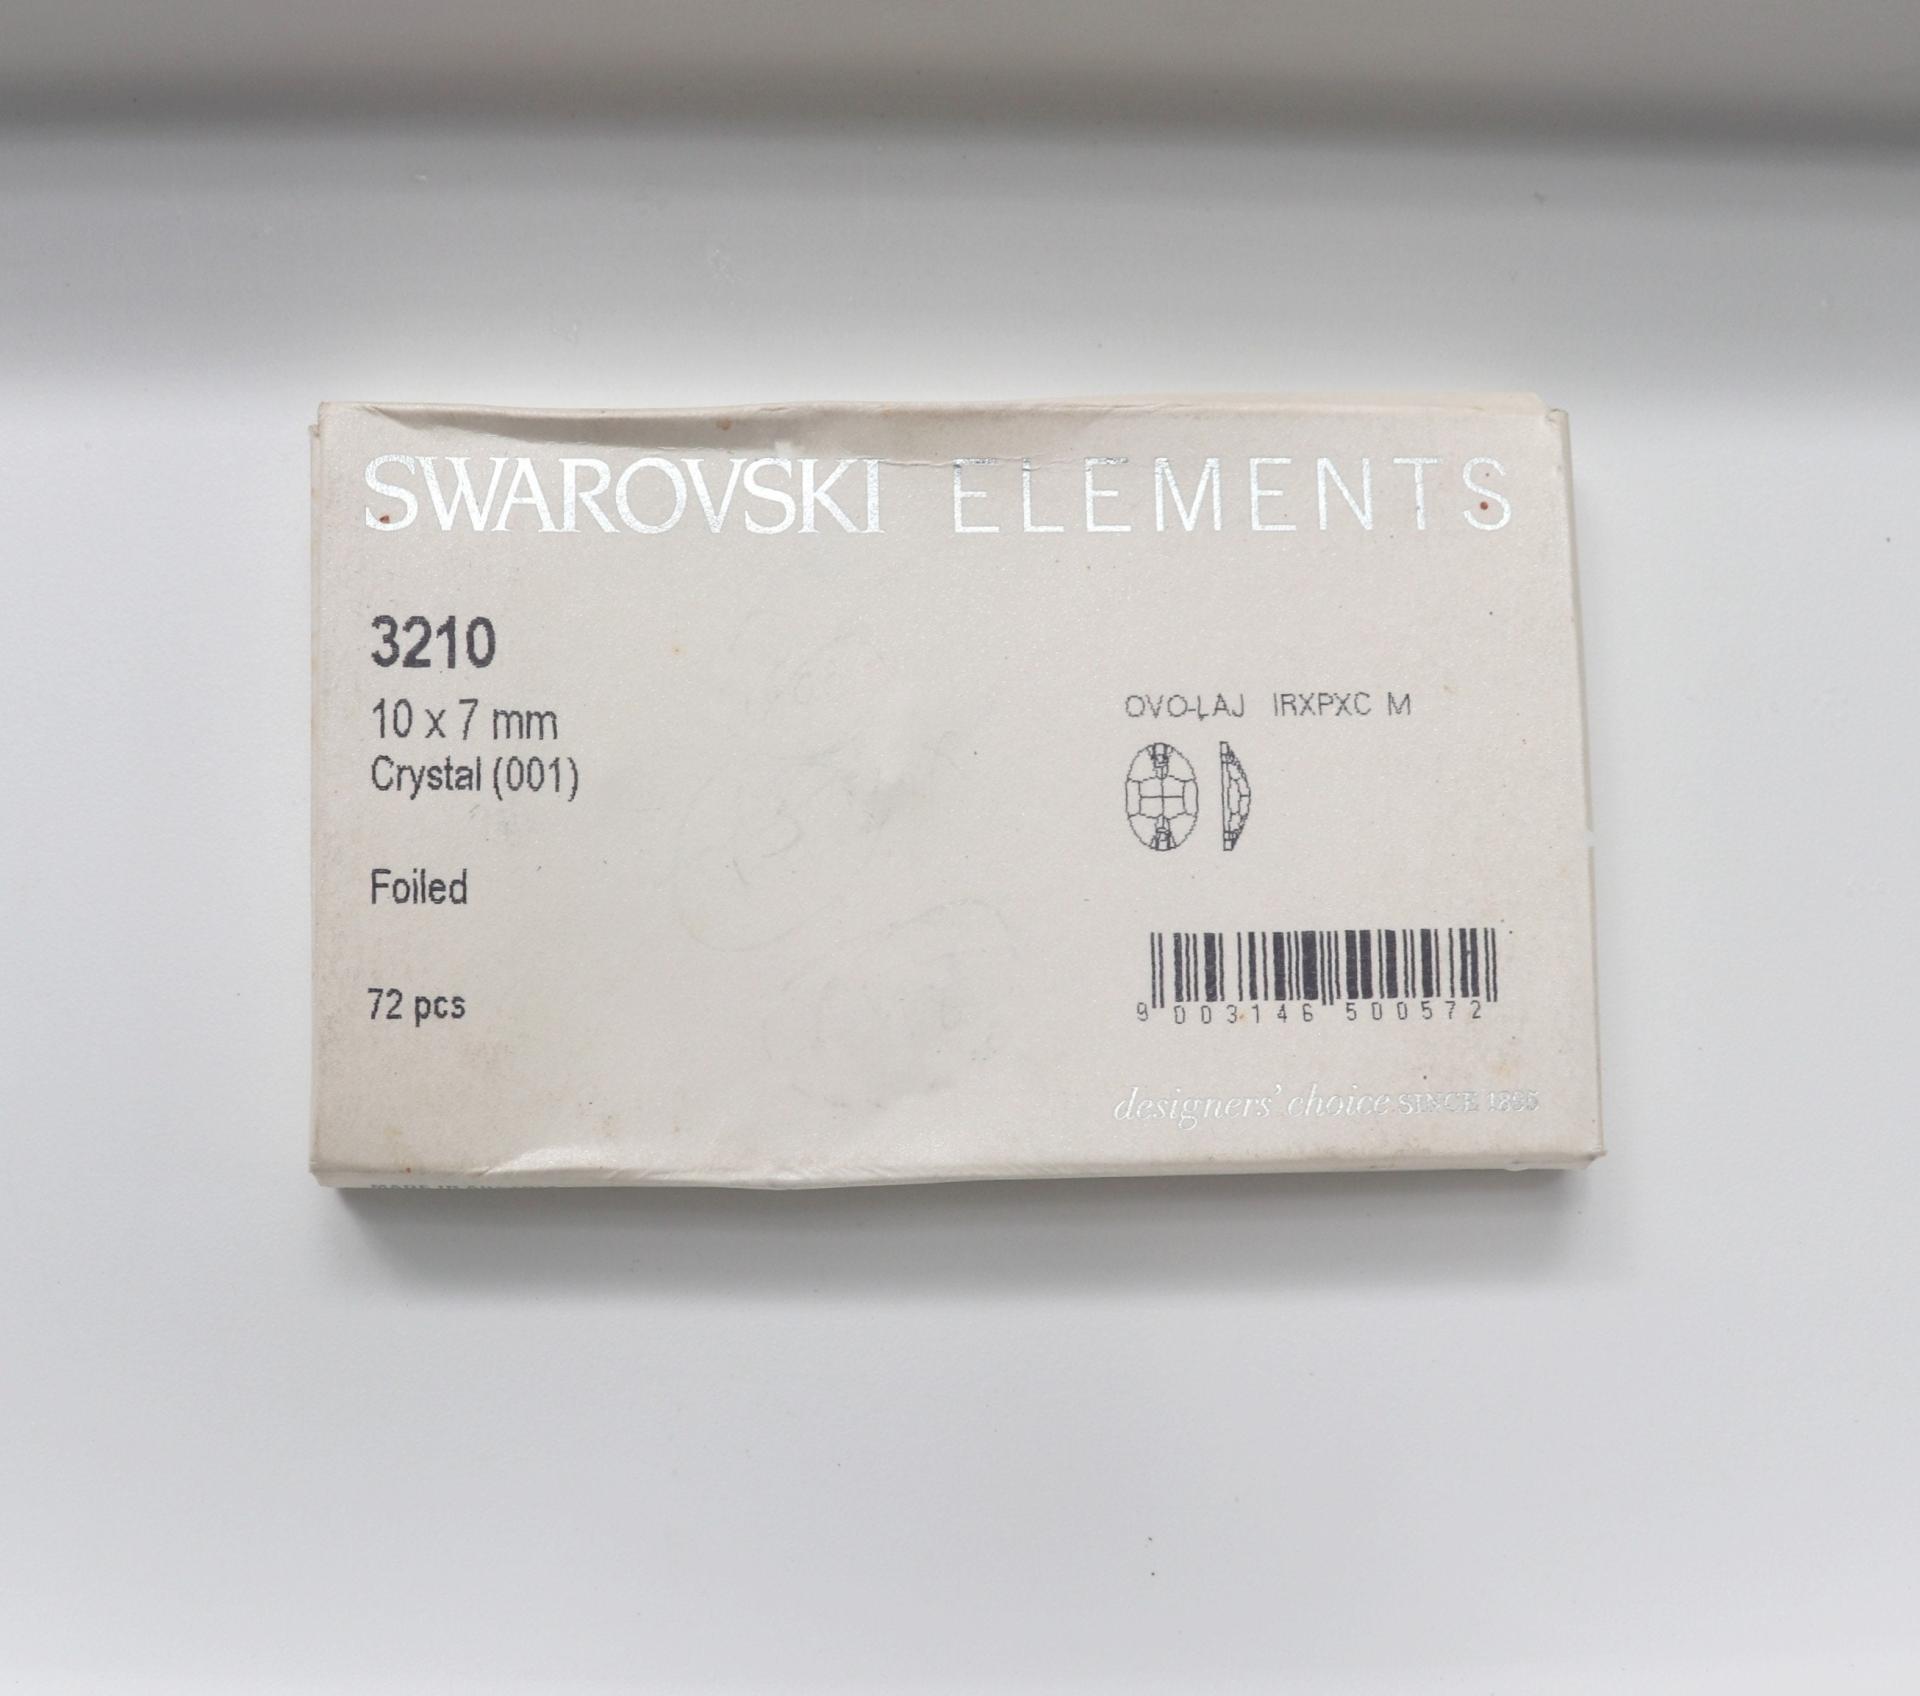 SWAROVSKI ELEMENTS
3210
10 x 7 mm
Crystal (001)
OVO-LAJ IRXPXC M
Foiled
72 pcs
9 003146 500572
designers' choice SINCE 1895